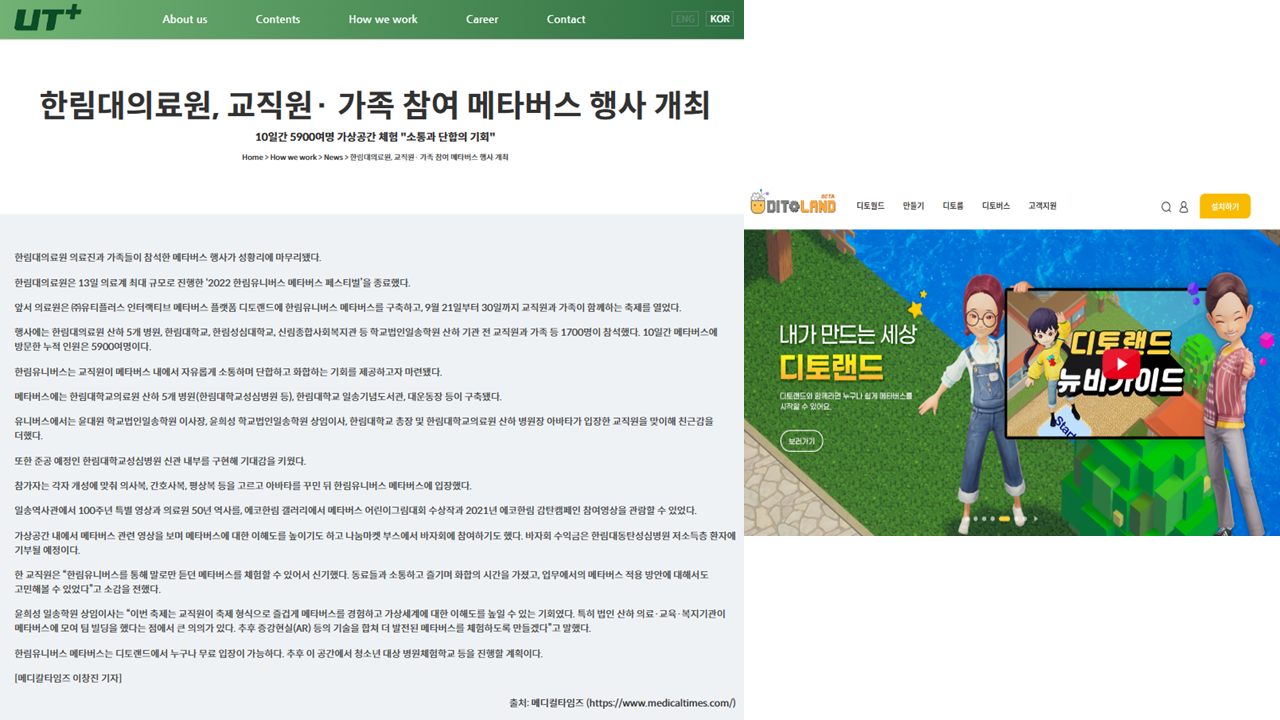 UT+
About us
Contents
How we work
Career
Contact
ENG
KOR
한림대의료원, 교직원· 가족 참여 메타버스 행사 개최
10일간 5900여명 가상공간 체험 "소통과 단합의 기회"
Home > How we work > News > 한림대의료원, 교직원· 가족 참여 메타버스 행사 개최
한림대의료원 의료진과 가족들이 참석한 메타버스 행사가 성황리에 마무리됐다.
한림대의료원은 13일 의료계 최대 규모로 진행한 '2022 한림유니버스 메타버스 페스티벌'을 종료했다.
앞서 의료원은 ㈜유티플러스 인터랙티브 메타버스 플랫폼 디토랜드에 한림유니버스 메타버스를 구축하고, 9월 21일부터 30일까지 교직원과 가족이 함께하는 축제를 열었다.
행사에는 한림대의료원 산하 5개 병원, 한림대학교, 한림성심대학교, 신림종합사회복지관 등 학교법인일송학원 산하 기관 전 교직원과 가족 등 1700명이 참석했다. 10일간 메타버스에
방문한 누적 인원은 5900여명이다.
한림유니버스는 교직원이 메타버스 내에서 자유롭게 소통하며 단합하고 화합하는 기회를 제공하고자 마련됐다.
메타버스에는 한림대학교의료원 산하 5개 병원(한림대학교성심병원 등), 한림대학교 일송기념도서관, 대운동장 등이 구축됐다.
유니버스에서는 윤대원 학교법인일송학원 이사장, 윤희성 학교법인일송학원 상임이사, 한림대학교 총장 및 한림대학교의료원 산하 병원장 아바타가 입장한 교직원을 맞이해 친근감을
더했다.
또한 준공 예정인 한림대학교성심병원 신관 내부를 구현해 기대감을 키웠다.
참가자는 각자 개성에 맞춰 의사복, 간호사복, 평상복 등을 고르고 아바타를 꾸민 뒤 한림유니버스 메타버스에 입장했다.
일송역사관에서 100주년 특별 영상과 의료원 50년 역사를, 에코한림 갤러리에서 메타버스 어린이그림대회 수상작과 2021년 에코한림 감탄캠페인 참여영상을 관람할 수 있었다.
가상공간 내에서 메타버스 관련 영상을 보며 메타버스에 대한 이해도를 높이기도 하고 나눔마켓 부스에서 바자회에 참여하기도 했다. 바자회 수익금은 한림대동탄성심병원 저소득층 환자에
기부될 예정이다.
한 교직원은 "한림유니버스를 통해 말로만 듣던 메타버스를 체험할 수 있어서 신기했다. 동료들과 소통하고 즐기며 화합의 시간을 가졌고, 업무에서의 메타버스 적용 방안에 대해서도
고민해볼 수 있었다"고 소감을 전했다.
윤희성 일송학원 상임이사는 "이번 축제는 교직원이 축제 형식으로 즐겁게 메타버스를 경험하고 가상세계에 대한 이해도를 높일 수 있는 기회였다. 특히 법인 산하 의료·교육·복지기관이
메타버스에 모여 팀 빌딩을 했다는 점에서 큰 의의가 있다. 추후 증강현실(AR) 등의 기술을 합쳐 더 발전된 메타버스를 체험하도록 만들겠다"고 말했다.
한림유니버스 메타버스는 디토랜드에서 누구나 무료 입장이 가능하다. 추후 이 공간에서 청소년 대상 병원체험학교 등을 진행할 계획이다.
[메디칼타임즈 이창진 기자]
출처: 메디컬타임즈 (https://www.medicaltimes.com/)
BETA
DITOLAND
디토월드
만들기
디토룸
디토버스
고객지원
설치하기
내가 만드는 세상
디토랜드
디토랜드와 함께라면 누구나 쉽게 메타버스를
시작할 수 있어요.
보러가기
디토랜드
뉴비가이드
Start